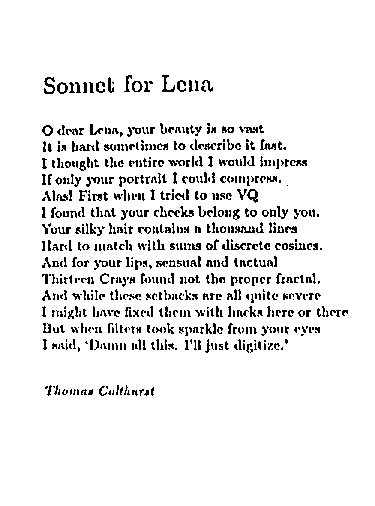 Sonnet for Lena
O dear Lena, your beauty is so vast
It is hard sometimes to describe it fast.
I thought the entire world I would impress
If only your portrait I could compress.
Alas! First when I tried to use VQ
I found that your cheeks belong to only you.
Your silky hair contains a thousand lines
Hard to match with sums of discrete cosines.
And for your lips, sensual and tactual
Thirteen Crays found not the proper fractal.
And while these setbacks are all quite severe
I might have fixed them with hacks here or there
But when filters took sparkle from your eyes
I said, 'Damn all this. I'll just digitize.'
Thomas Colthurst